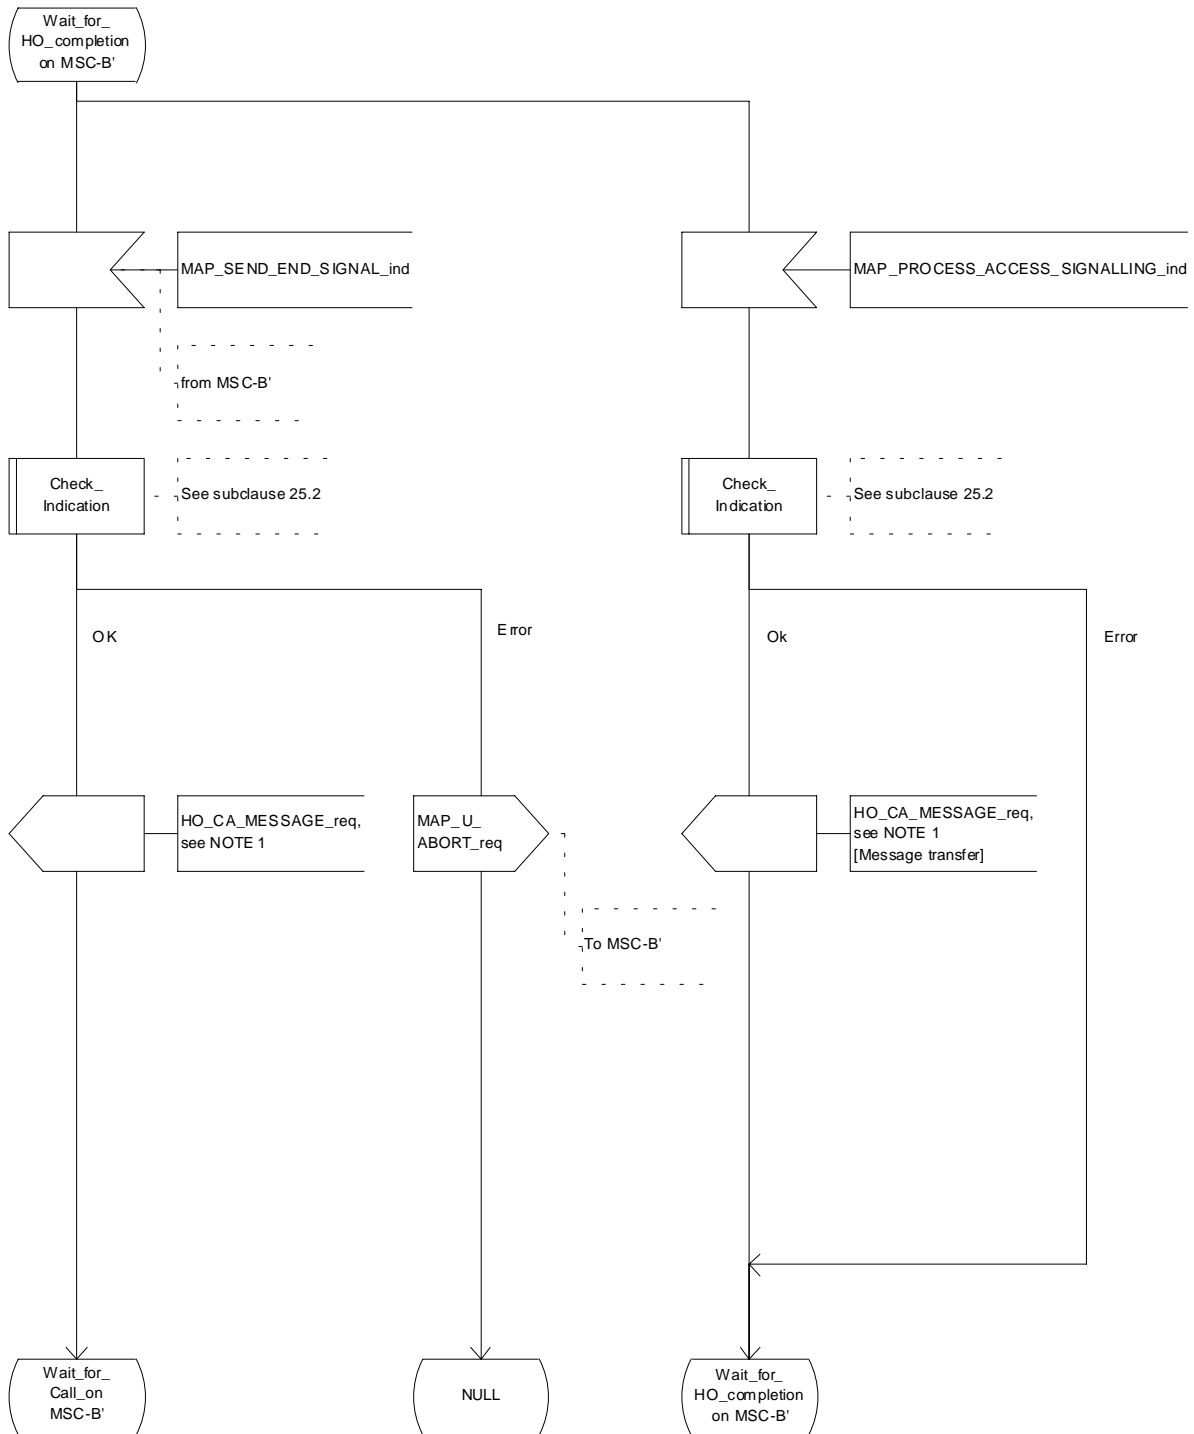 Wait_for_
HO_completion
on MSC-B'
MAP_SEND_END_SIGNAL_ind
MAP_PROCESS_ACCESS_SIGNALLING_ind
from MSC-B'
Check_
Indication
See subclause 25.2
Check_
Indication
See subclause 25.2
OK
Error
Ok
Error
HO_CA_MESSAGE_req,
see NOTE 1
MAP_U_
ABORT_req
HO_CA_MESSAGE_req,
see NOTE 1
[Message transfer]
To MSC-B'
Wait_for_
Call_on
MSC-B'
NULL
Wait_for_
HO_completion
on MSC-B'